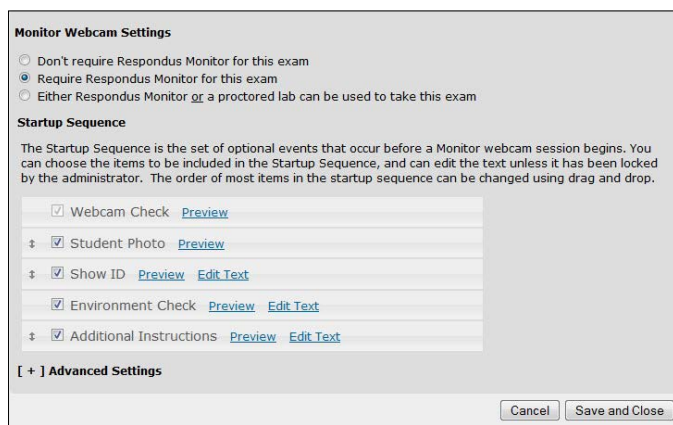 Monitor Webcam Settings
Don't require Respondus Monitor for this exam
Require Respondus Monitor for this exam
Either Respondus Monitor or a proctored lab can be used to take this exam
Startup Sequence
The Startup Sequence is the set of optional events that occur before a Monitor webcam session begins. You
can choose the items to be included in the Startup Sequence, and can edit the text unless it has been locked
by the administrator. The order of most items in the startup sequence can be changed using drag and drop.
Webcam Check Preview
Student Photo Preview
Show ID Preview Edit Text
Environment Check Preview Edit Text
Additional Instructions Preview Edit Text
[ + ] Advanced Settings
Cancel Save and Close